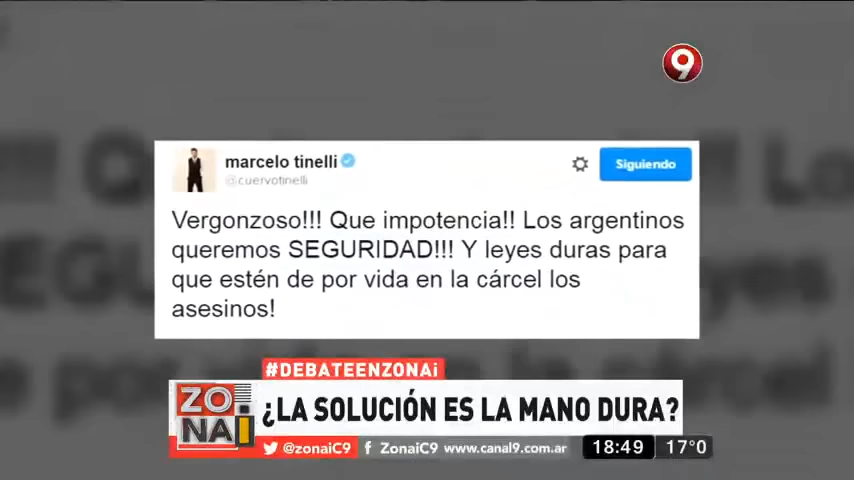 9
marcelo tinelli
@cuervotinelli
Siguiendo
Vergonzoso!!! Que impotencia!! Los argentinos
queremos SEGURIDAD!!! Y leyes duras para
que estén de por vida en la cárcel los
asesinos!
#DEBATEENZONAi
ZONAi
¿LA SOLUCIÓN ES LA MANO DURA?
@zonaiC9 f ZonaiC9 www.canal9.com.ar
18:49 17°0